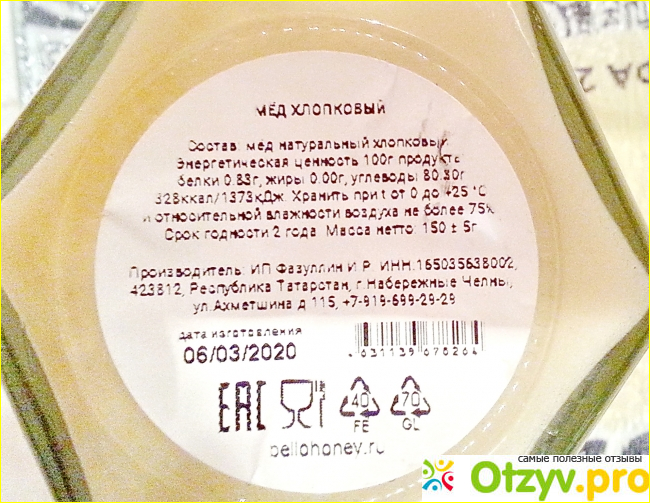 МЁД ХЛОПКОВЫЙ
Состав: мед натуральный хлопковый.
Энергетическая ценность 100г продукта:
белки 0.83г, жиры 0.00г, углеводы 80.80г
328ккал/1373кДж. Хранить при t от 0 до +25 °С
и относительной влажности воздуха не более 75%
Срок годности 2 года. Масса нетто: 150 ± 5г
Производитель: ИП Фазуллин И.Р. ИНН:165035638002,
423812, Республика Татарстан, г.Набережные Челны,
ул.Ахметшина д.115, +7-919-699-29-29
дата изготовления
06/03/2020
EAC
40 FE
70 GL
bellohoney.ru
самые полезные отзывы
Otzyv.pro